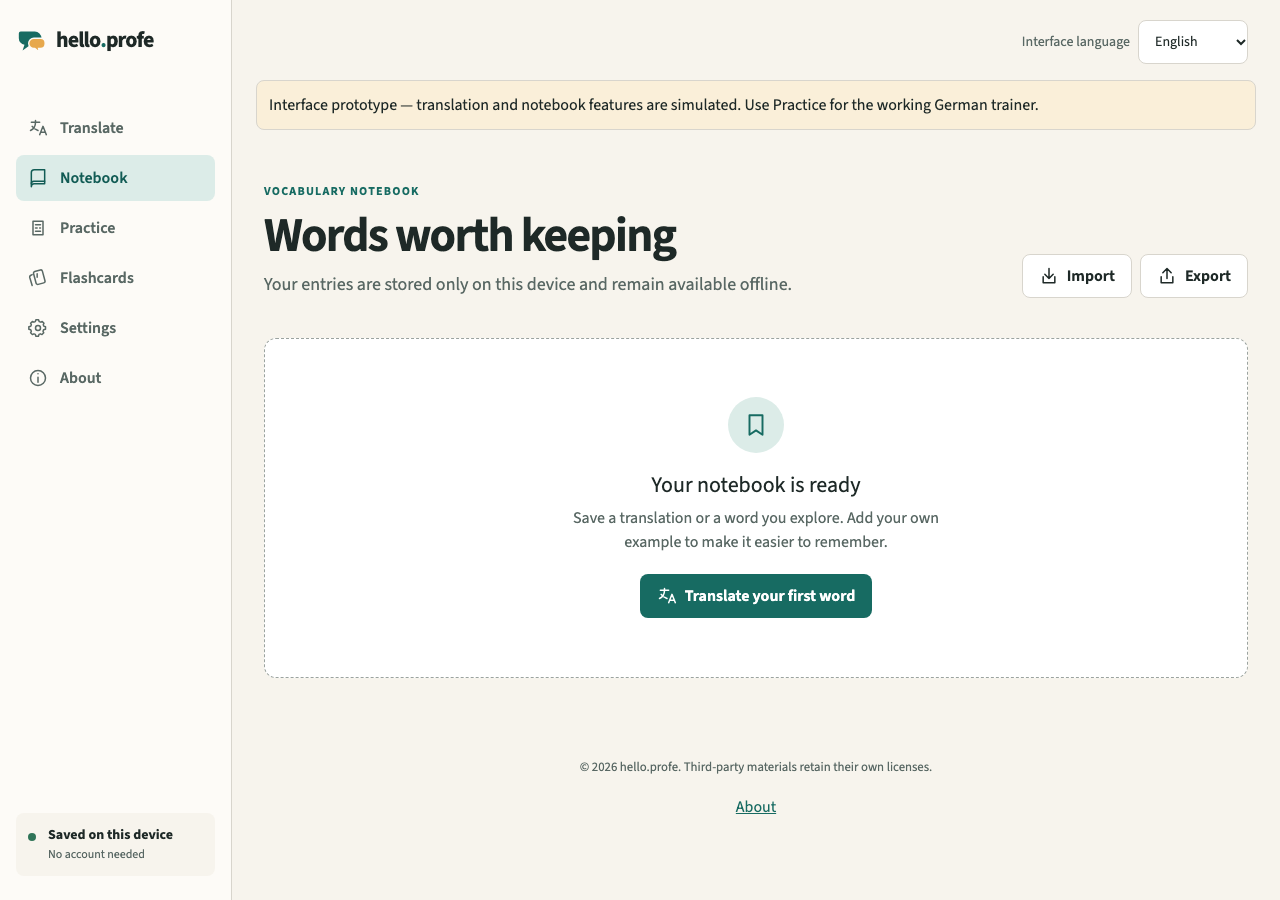 hello.profe
Interface language
English
Interface prototype — translation and notebook features are simulated. Use Practice for the working German trainer.
Translate
Notebook
Practice
Flashcards
Settings
About
VOCABULARY NOTEBOOK
Words worth keeping
Your entries are stored only on this device and remain available offline.
Import
Export
Your notebook is ready
Save a translation or a word you explore. Add your own
example to make it easier to remember.
Translate your first word
© 2026 hello.profe. Third-party materials retain their own licenses.
About
Saved on this device
No account needed